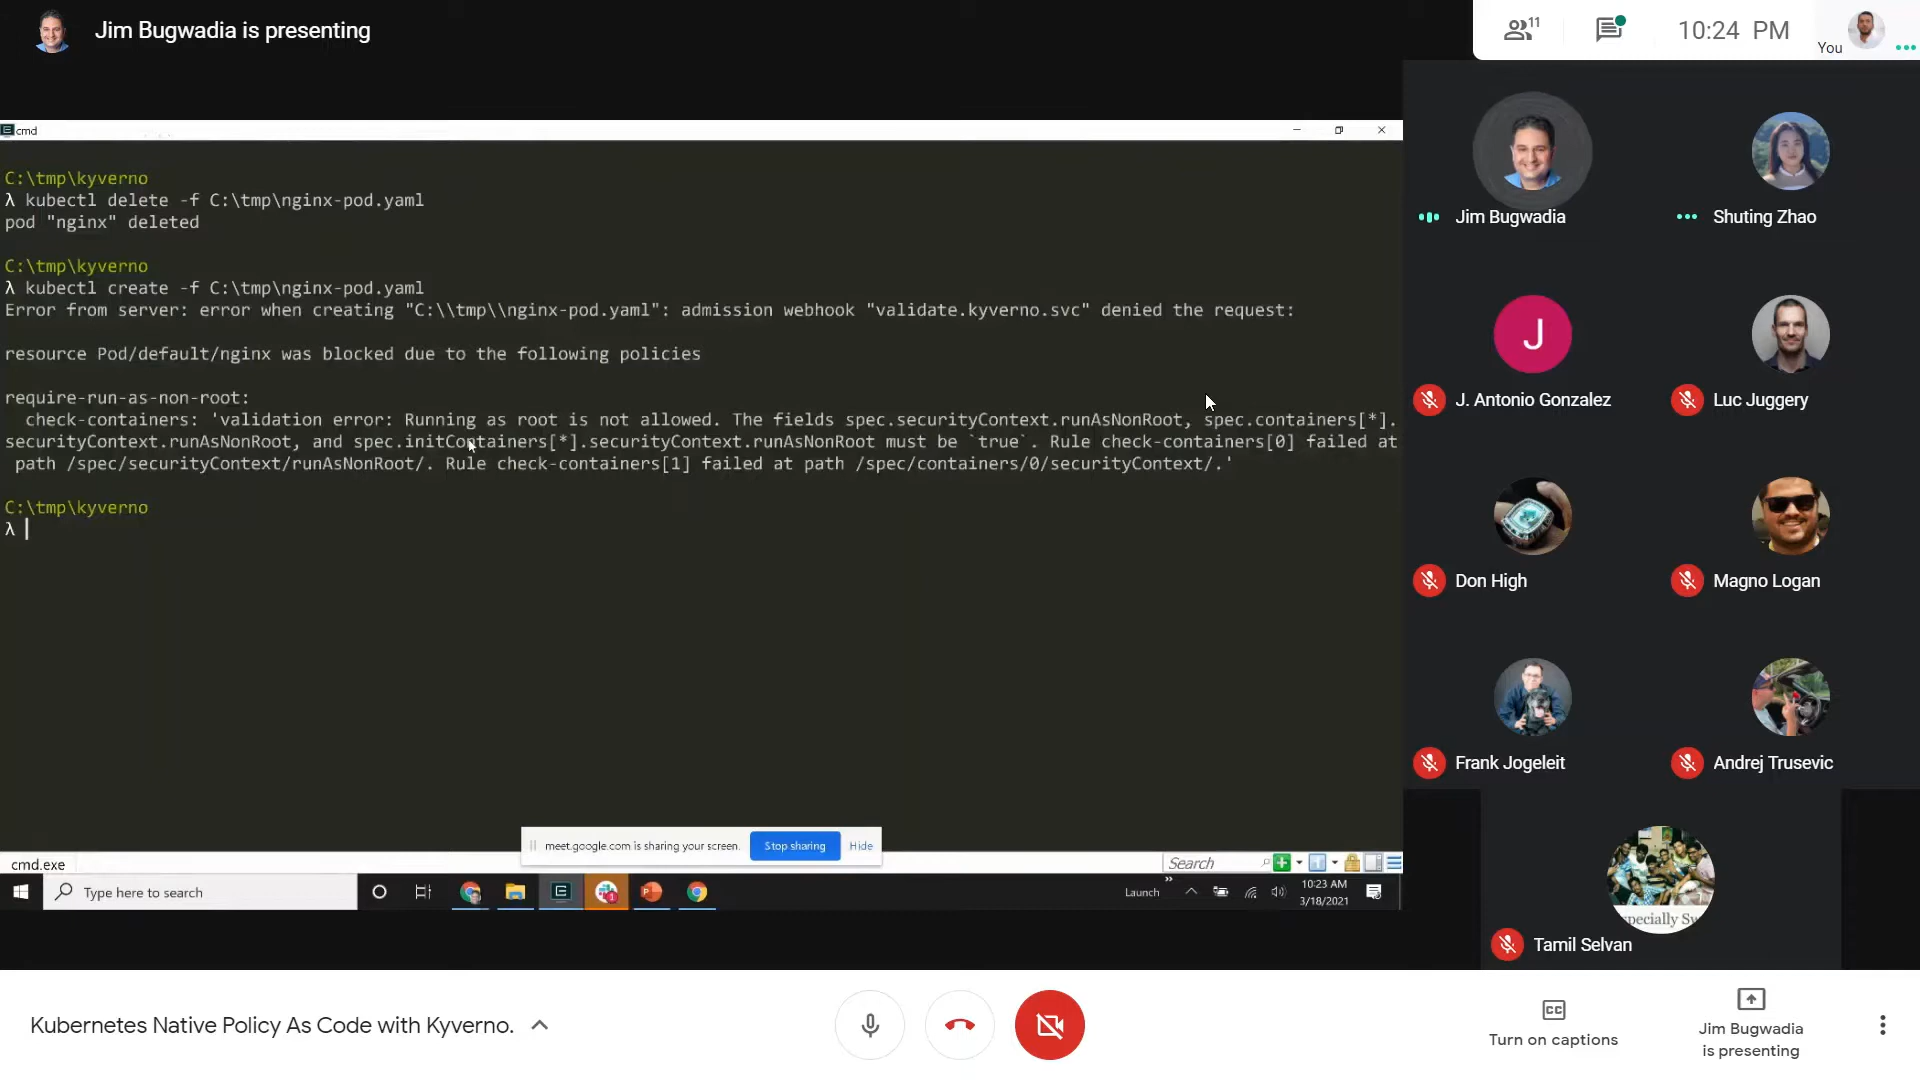 Jim Bugwadia is presenting
11
10:24 PM
You
cmd
C:\tmp\kyverno
λ kubectl delete -f C:\tmp\nginx-pod.yaml
pod "nginx" deleted
C:\tmp\kyverno
λ kubectl create -f C:\tmp\nginx-pod.yaml
Error from server: error when creating "C:\\tmp\\nginx-pod.yaml": admission webhook "validate.kyverno.svc" denied the request:
resource Pod/default/nginx was blocked due to the following policies
require-run-as-non-root:
check-containers: 'validation error: Running as root is not allowed. The fields spec.securityContext.runAsNonRoot, spec.containers[*].
securityContext.runAsNonRoot, and spec.initContainers[*].securityContext.runAsNonRoot must be `true`. Rule check-containers[0] failed at
path /spec/securityContext/runAsNonRoot/. Rule check-containers[1] failed at path /spec/containers/0/securityContext/.'
C:\tmp\kyverno
λ
meet.google.com is sharing your screen.
Stop sharing
Hide
cmd.exe
Search
Type here to search
1
Launch
»
10:23 AM
3/18/2021
Jim Bugwadia
Shuting Zhao
J
J. Antonio Gonzalez
Luc Juggery
Don High
Magno Logan
Frank Jogeleit
Andrej Trusevic
pecially Sw
Tamil Selvan
Kubernetes Native Policy As Code with Kyverno.
CC
Turn on captions
Jim Bugwadia
is presenting